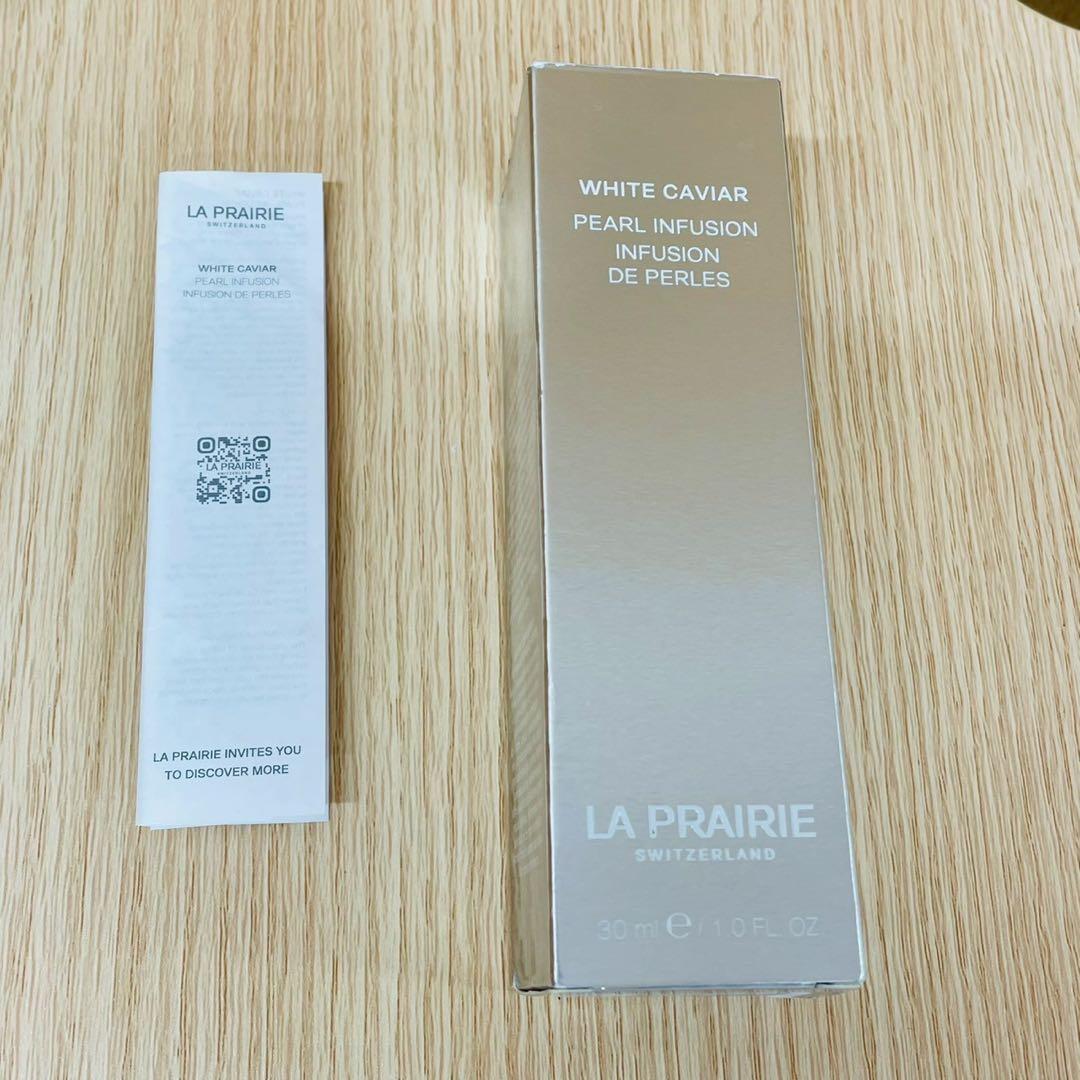 LA PRAIRIE
SWITZERLAND
WHITE CAVIAR
PEARL INFUSION
INFUSION DE PERLES
LA PRAIRIE
SWITZERLAND
LA PRAIRIE INVITES YOU
TO DISCOVER MORE
WHITE CAVIAR
PEARL INFUSION
INFUSION
DE PERLES
LA PRAIRIE
SWITZERLAND
30 ml ℮ / 1.0 FL. OZ